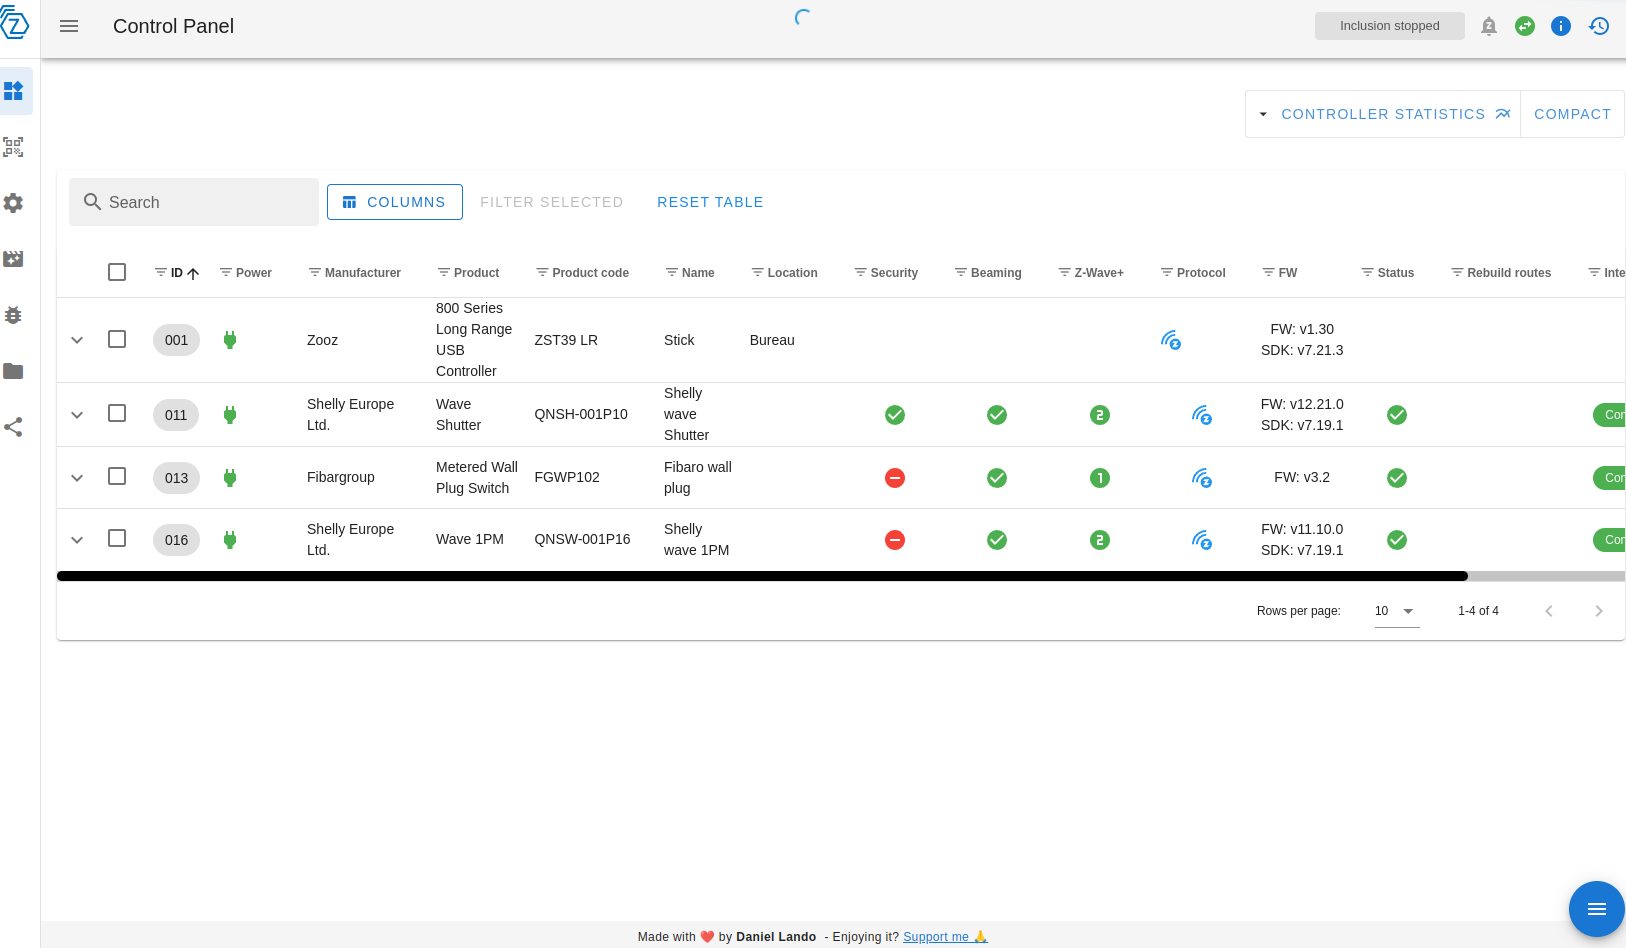 Control Panel
Inclusion stopped
CONTROLLER STATISTICS
COMPACT
Search
COLUMNS
FILTER SELECTED
RESET TABLE
ID Power Manufacturer Product Product code Name Location Security Beaming Z-Wave+ Protocol FW Status Rebuild routes Inte
001 Zooz 800 Series Long Range USB Controller ZST39 LR Stick Bureau FW: v1.30 SDK: v7.21.3
011 Shelly Europe Ltd. Wave Shutter QNSH-001P10 Shelly wave Shutter 2 FW: v12.21.0 SDK: v7.19.1 Con
013 Fibargroup Metered Wall Plug Switch FGWP102 Fibaro wall plug 1 FW: v3.2 Con
016 Shelly Europe Ltd. Wave 1PM QNSW-001P16 Shelly wave 1PM 2 FW: v11.10.0 SDK: v7.19.1 Con
Rows per page: 10 1-4 of 4
Made with ❤️ by Daniel Lando - Enjoying it? Support me 🙏